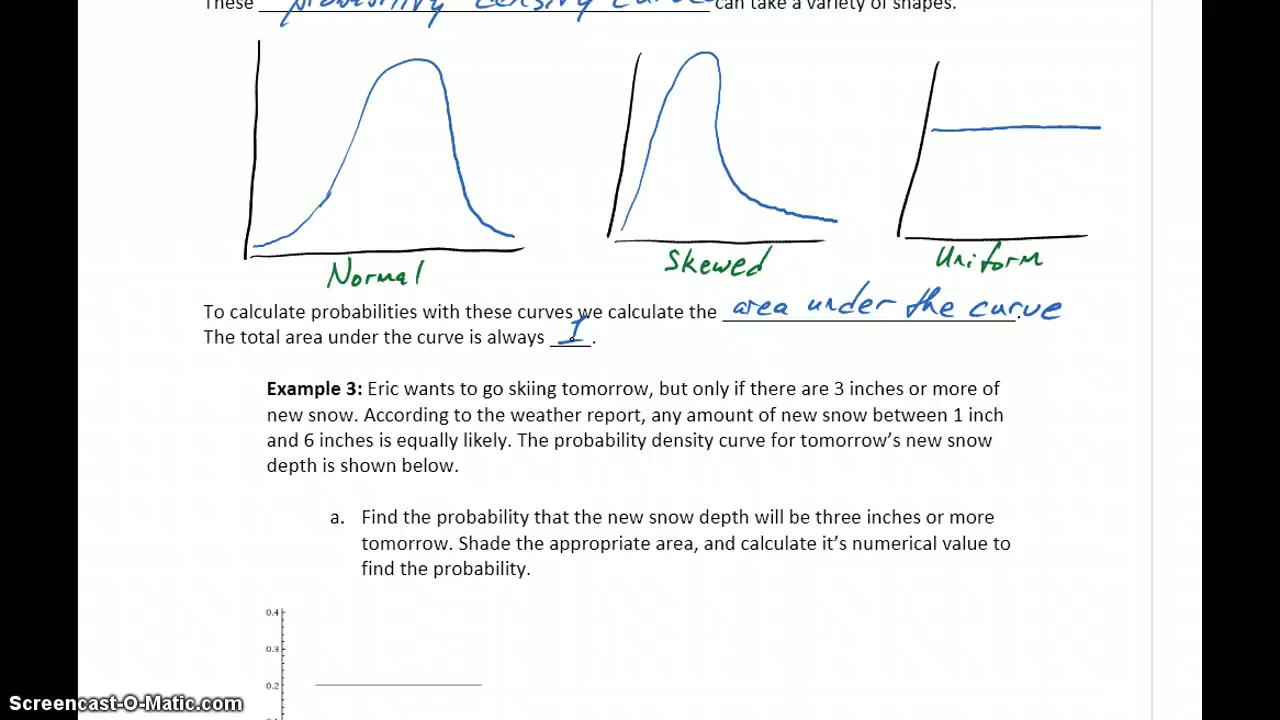 These probability density curves can take a variety of shapes.
Normal
Skewed
Uniform
To calculate probabilities with these curves we calculate the area under the curve.
The total area under the curve is always 1.
Example 3: Eric wants to go skiing tomorrow, but only if there are 3 inches or more of
new snow. According to the weather report, any amount of new snow between 1 inch
and 6 inches is equally likely. The probability density curve for tomorrow's new snow
depth is shown below.
a. Find the probability that the new snow depth will be three inches or more
tomorrow. Shade the appropriate area, and calculate it's numerical value to
find the probability.
0.4
0.3
0.2
Screencast-O-Matic.com